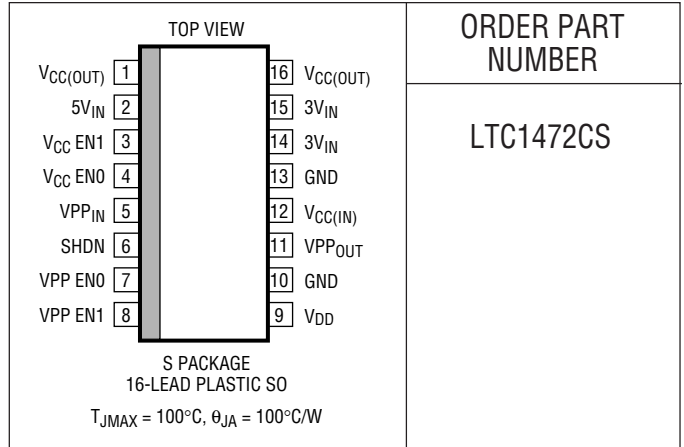 TOP VIEW
VCC(OUT) 1
5VIN 2
VCC EN1 3
VCC EN0 4
VPPIN 5
SHDN 6
VPP EN0 7
VPP EN1 8
16 VCC(OUT)
15 3VIN
14 3VIN
13 GND
12 VCC(IN)
11 VPPOUT
10 GND
9 VDD
S PACKAGE
16-LEAD PLASTIC SO
TJMAX = 100°C, θJA = 100°C/W
ORDER PART
NUMBER
LTC1472CS